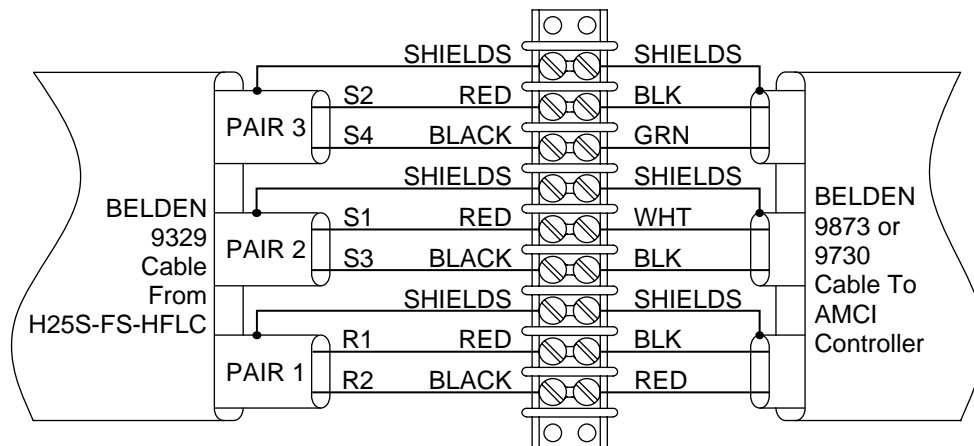 SHIELDS SHIELDS
S2 RED BLK
PAIR 3
S4 BLACK GRN
SHIELDS SHIELDS
S1 RED WHT
PAIR 2
S3 BLACK BLK
SHIELDS SHIELDS
R1 RED BLK
PAIR 1
R2 BLACK RED
BELDEN
9329
Cable
From
H25S-FS-HFLC
BELDEN
9873 or
9730
Cable To
AMCI
Controller